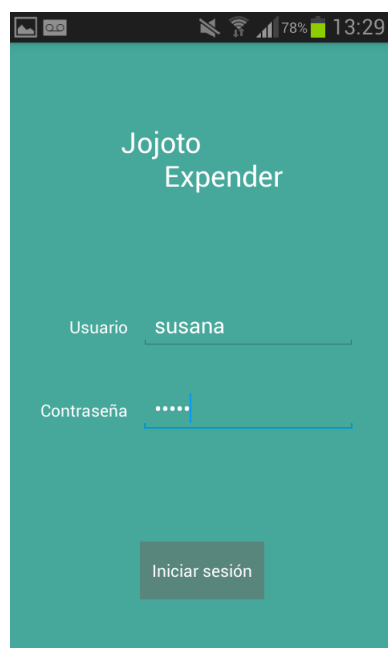 78% 13:29
Jojoto
Expender
Usuario susana
Contraseña •••••
Iniciar sesión